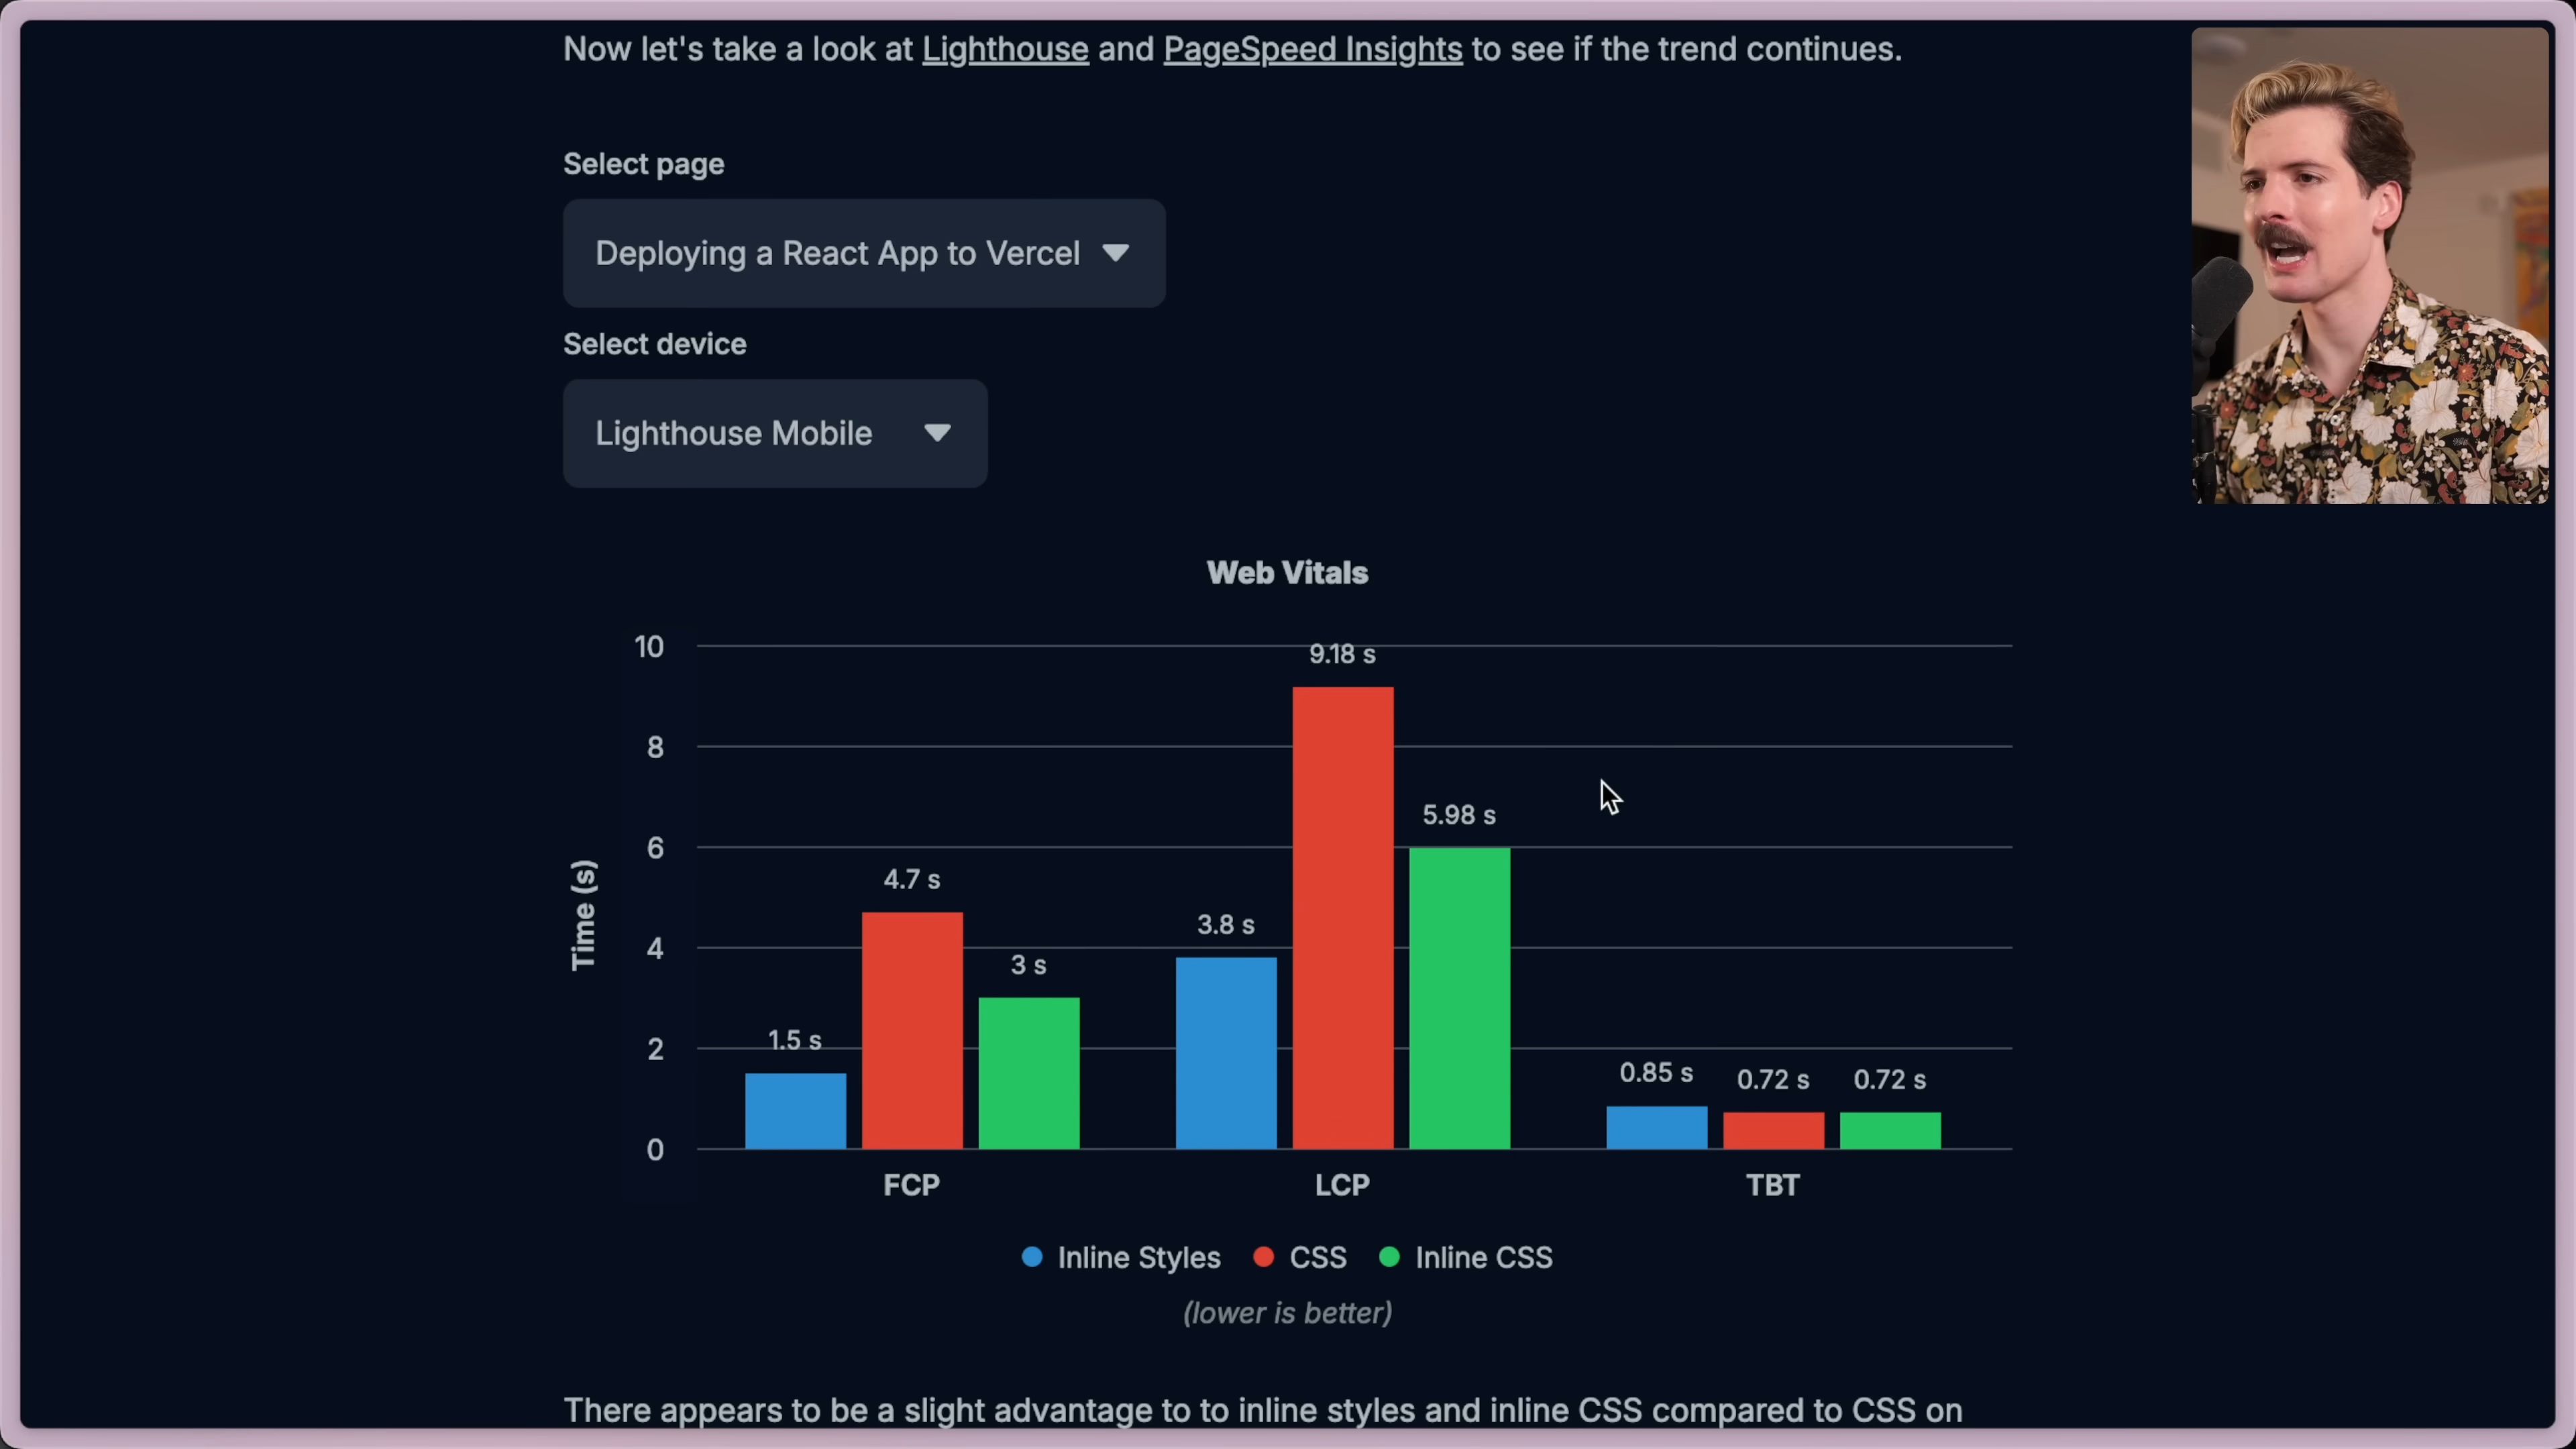 Now let's take a look at Lighthouse and PageSpeed Insights to see if the trend continues.
Select page
Deploying a React App to Vercel
Select device
Lighthouse Mobile
Web Vitals
10
8
6
4
2
0
Time (s)
1.5 s
4.7 s
3 s
3.8 s
9.18 s
5.98 s
0.85 s
0.72 s
0.72 s
FCP
LCP
TBT
Inline Styles
CSS
Inline CSS
(lower is better)
There appears to be a slight advantage to to inline styles and inline CSS compared to CSS on